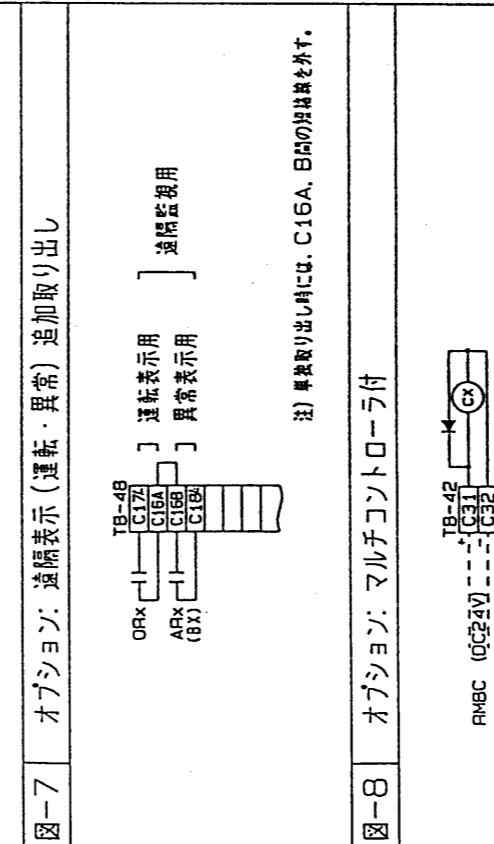 図-7 オプション: 遠隔表示 (運転・異常) 追加取り出し
TB-48
C17A
C16A
C16B
C18A
ORx
ARx
(BX)
運転表示用
異常表示用
遠隔監視用
注) 単独取り出し時には、C16A, B間の短絡線を外す。
図-8 オプション: マルチコントローラ付
TB-42
C31
C32
+
-
CX
AMBC (DC24V)